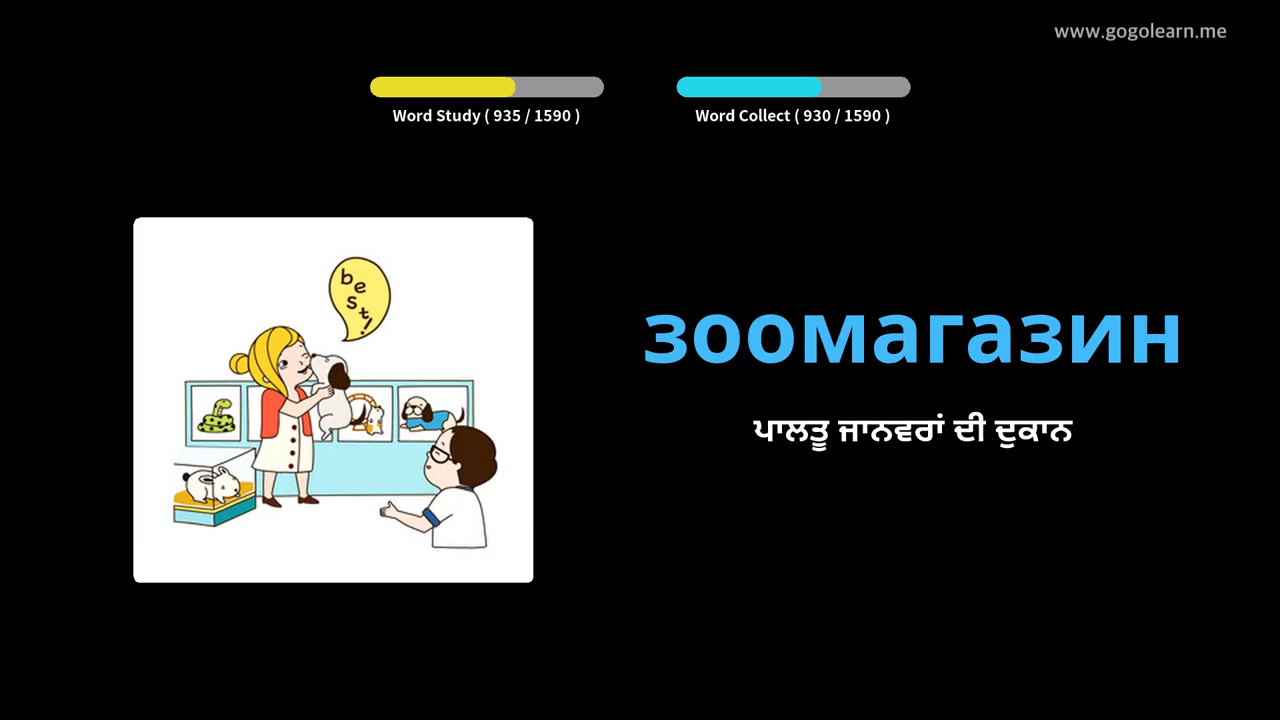 www.gogolearn.me
Word Study ( 935 / 1590 )
Word Collect ( 930 / 1590 )
best!
зоомагазин
ਪਾਲਤੂ ਜਾਨਵਰਾਂ ਦੀ ਦੁਕਾਨ